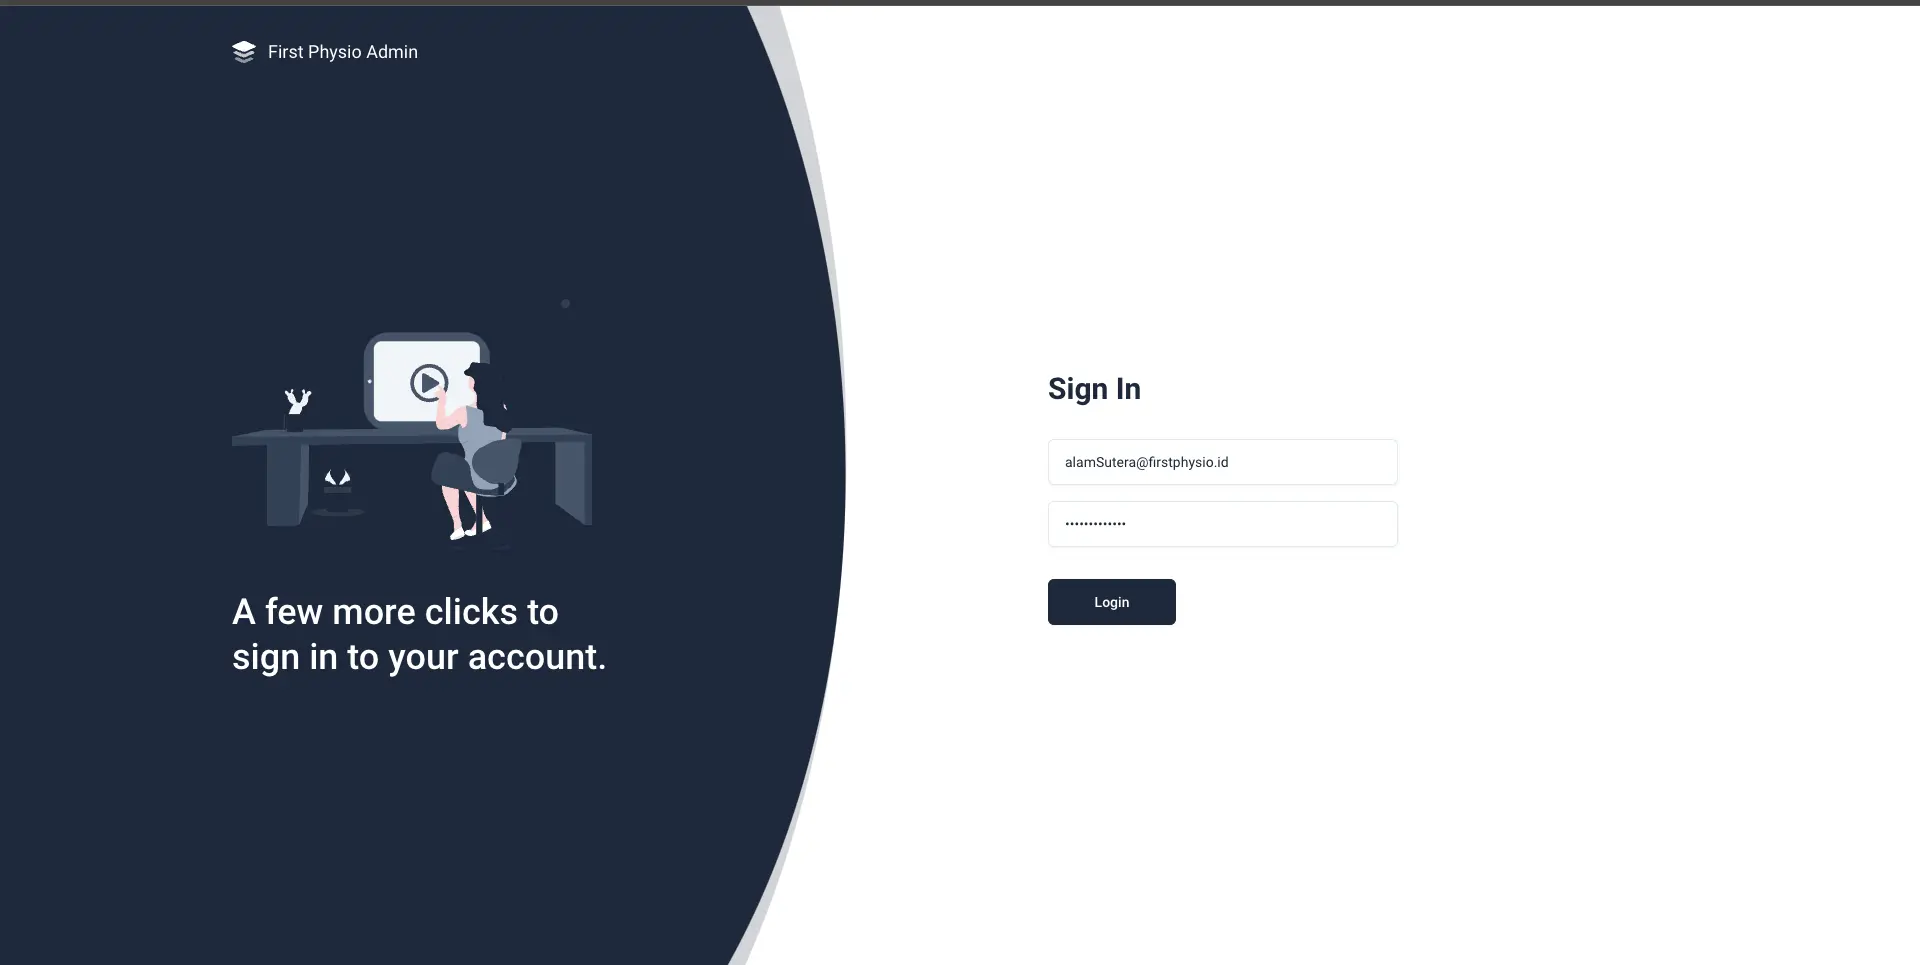 First Physio Admin
A few more clicks to
sign in to your account.
Sign In
alamSutera@firstphysio.id
•••••••••••••
Login